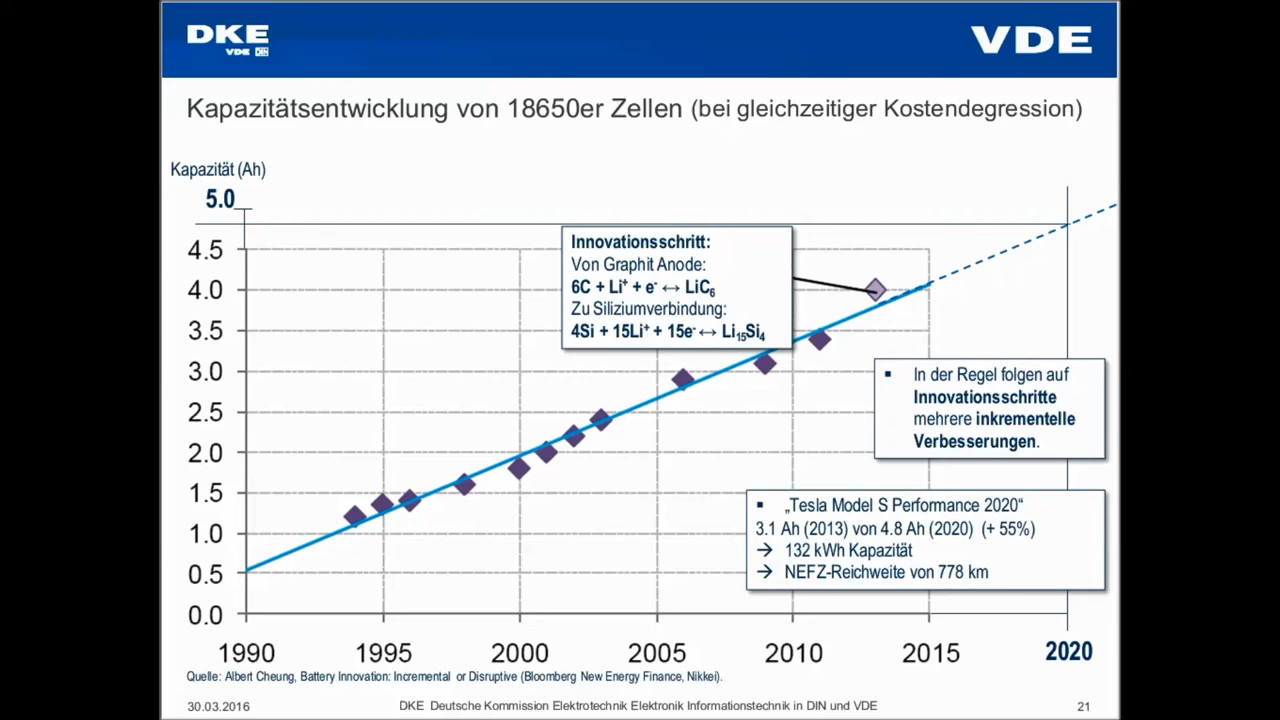 DKE
VDE DIN
VDE
Kapazitätsentwicklung von 18650er Zellen (bei gleichzeitiger Kostendegression)
Kapazität (Ah)
5.0
4.5
4.0
3.5
3.0
2.5
2.0
1.5
1.0
0.5
0.0
Innovationsschritt:
Von Graphit Anode:
6C + Li⁺ + e⁻ ↔ LiC₆
Zu Siliziumverbindung:
4Si + 15Li⁺ + 15e⁻ ↔ Li₁₅Si₄
▪ In der Regel folgen auf
Innovationsschritte
mehrere inkrementelle
Verbesserungen.
▪ „Tesla Model S Performance 2020“
3.1 Ah (2013) von 4.8 Ah (2020) (+ 55%)
→ 132 kWh Kapazität
→ NEFZ-Reichweite von 778 km
1990 1995 2000 2005 2010 2015 2020
Quelle: Albert Cheung, Battery Innovation: Incremental or Disruptive (Bloomberg New Energy Finance, Nikkei).
30.03.2016 DKE Deutsche Kommission Elektrotechnik Elektronik Informationstechnik in DIN und VDE 21